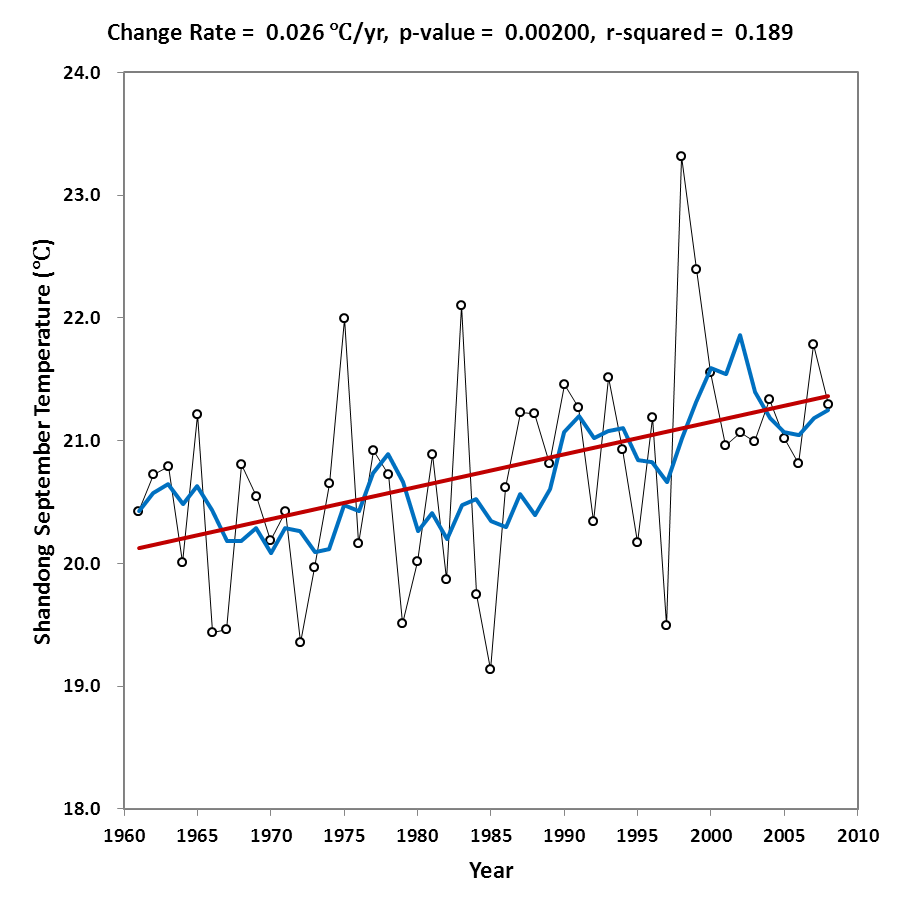 Change Rate = 0.026 ℃/yr, p-value = 0.00200, r-squared = 0.189
24.0
23.0
22.0
21.0
20.0
19.0
18.0
Shandong September Temperature (℃)
1960 1965 1970 1975 1980 1985 1990 1995 2000 2005 2010
Year